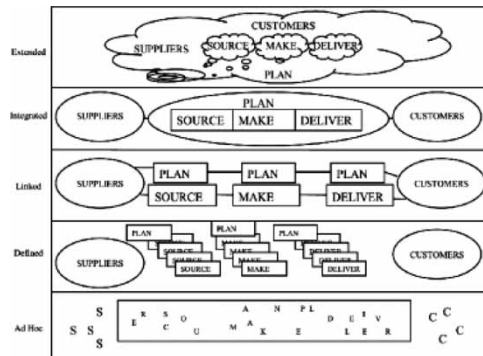 Extended
CUSTOMERS
SUPPLIERS
SOURCE MAKE DELIVER
PLAN
Integrated
SUPPLIERS
PLAN
SOURCE MAKE DELIVER
CUSTOMERS
Linked
SUPPLIERS
PLAN PLAN PLAN
SOURCE MAKE DELIVER
CUSTOMERS
Defined
SUPPLIERS
PLAN PLAN PLAN
SOURCE MAKE DELIVER
SOURCE MAKE DELIVER
SOURCE MAKE DELIVER
CUSTOMERS
Ad Hoc
S S S S
E R S C O U M A A K N E P L D E L I E V R
C C C C